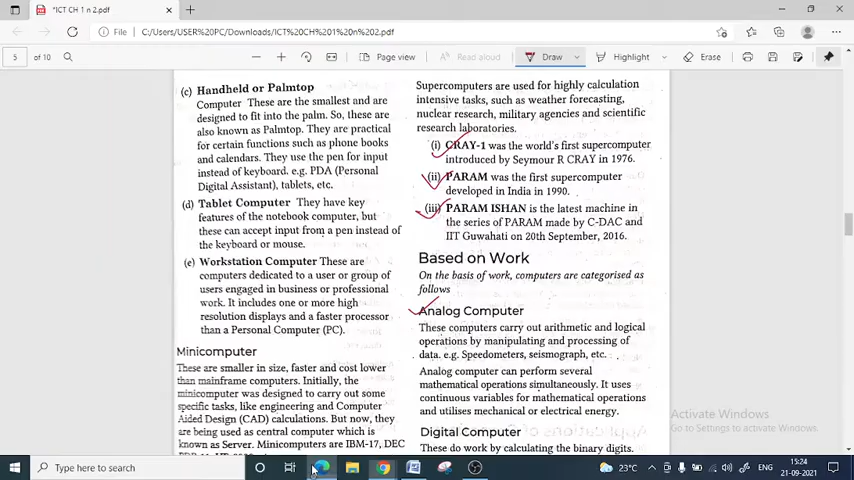 *ICT CH 1 n 2.pdf
File
C:/Users/USER%20PC/Downloads/ICT%20CH%201%20n%202.pdf
5
of 10
Page view
Read aloud
Draw
Highlight
Erase
(c) Handheld or Palmtop
Computer These are the smallest and are
designed to fit into the palm. So, these are
also known as Palmtop. They are practical
for certain functions such as phone books
and calendars. They use the pen for input
instead of keyboard. e.g. PDA (Personal
Digital Assistant), tablets, etc.
(d) Tablet Computer They have key
features of the notebook computer, but
these can accept input from a pen instead of
the keyboard or mouse.
(e) Workstation Computer These are
computers dedicated to a user or group of
users engaged in business or professional
work. It includes one or more high
resolution displays and a faster processor
than a Personal Computer (PC).
Minicomputer
These are smaller in size, faster and cost lower
than mainframe computers. Initially, the
minicomputer was designed to carry out some
specific tasks, like engineering and Computer
Aided Design (CAD) calculations. But now, they
are being used as central computer which is
known as Server. Minicomputers are IBM-17, DEC
Supercomputers are used for highly calculation
intensive tasks, such as weather forecasting,
nuclear research, military agencies and scientific
research laboratories.
(i) CRAY-1 was the world's first supercomputer
introduced by Seymour R CRAY in 1976.
(ii) PARAM was the first supercomputer
developed in India in 1990.
(iii) PARAM ISHAN is the latest machine in
the series of PARAM made by C-DAC and
IIT Guwahati on 20th September, 2016.
Based on Work
On the basis of work, computers are categorised as
follows
Analog Computer
These computers carry out arithmetic and logical
operations by manipulating and processing of
data. e.g. Speedometers, seismograph, etc.
Analog computer can perform several
mathematical operations simultaneously. It uses
continuous variables for mathematical operations
and utilises mechanical or electrical energy.
Digital Computer
These do work by calculating the binary digits.
Activate Windows
Go to Settings to activate Windows.
Type here to search
23°C
ENG
15:24
21-09-2021